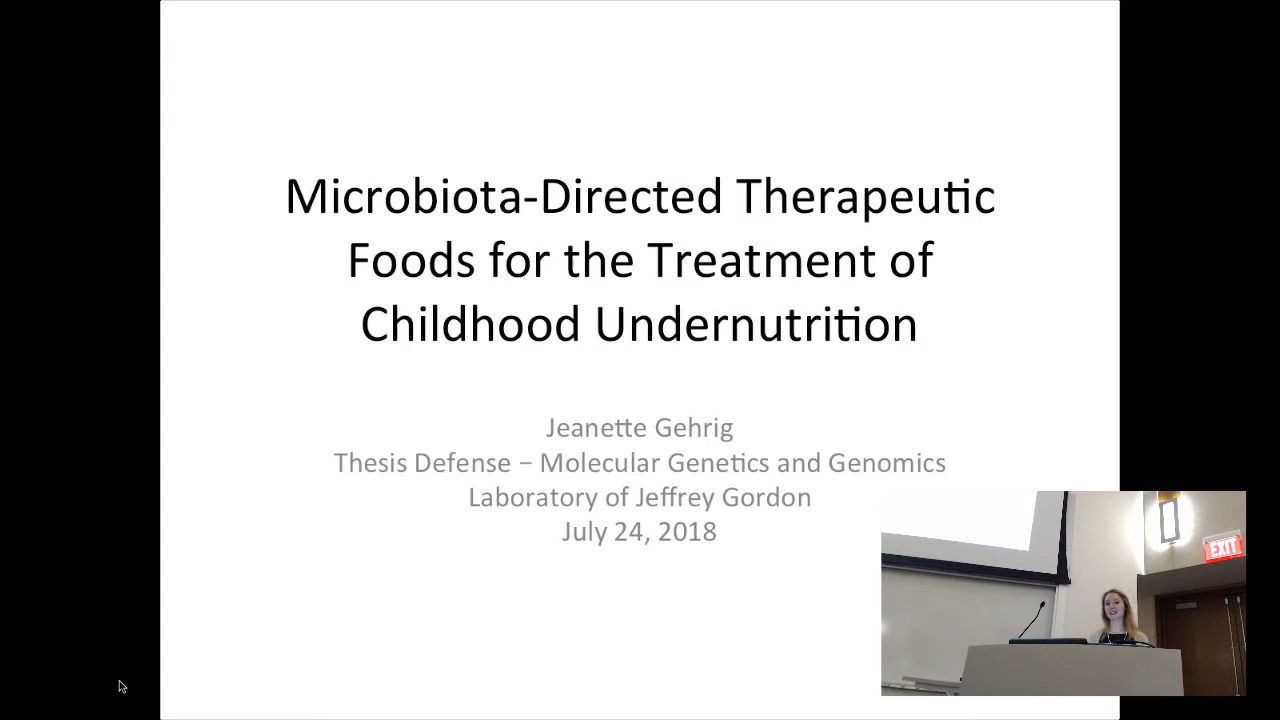 Microbiota-Directed Therapeutic
Foods for the Treatment of
Childhood Undernutrition
Jeanette Gehrig
Thesis Defense – Molecular Genetics and Genomics
Laboratory of Jeffrey Gordon
July 24, 2018
EXIT